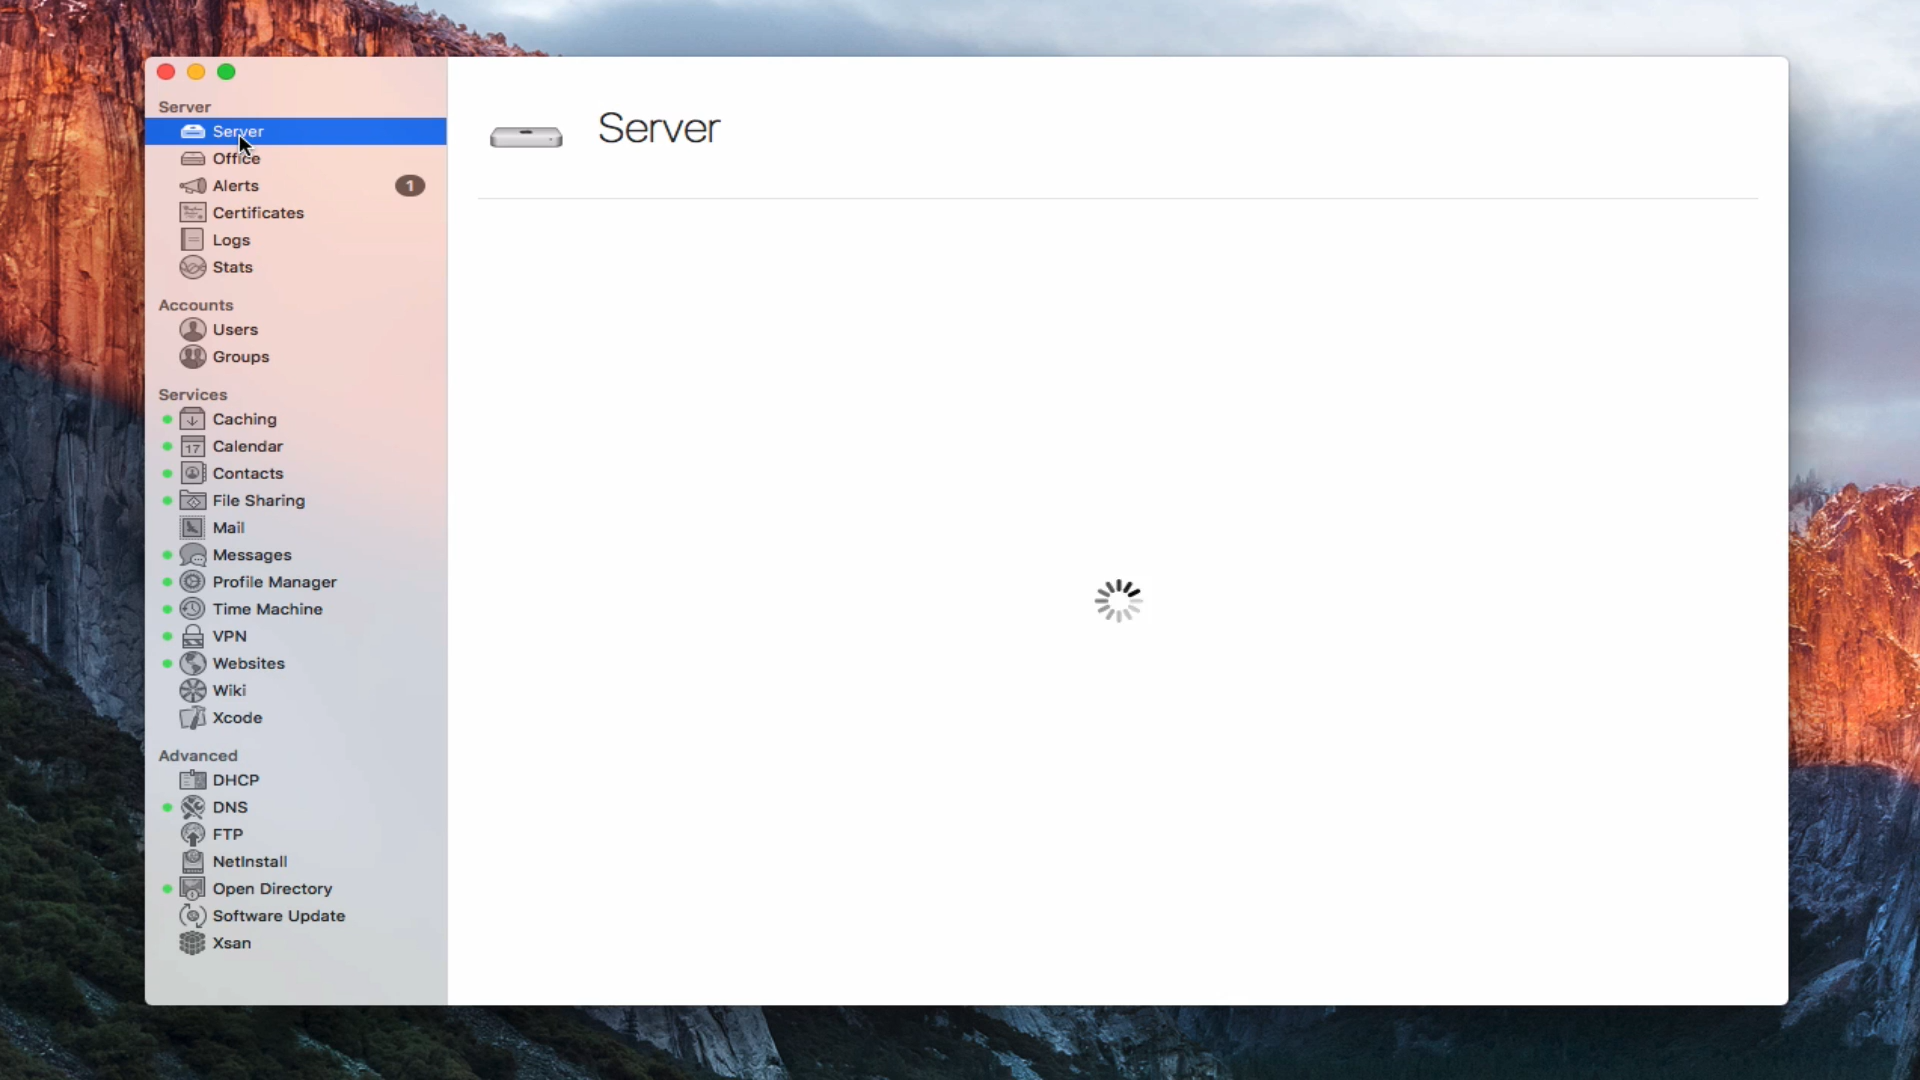 Server
Server
Office
Alerts 1
Certificates
Logs
Stats
Accounts
Users
Groups
Services
Caching
17 Calendar
Contacts
File Sharing
Mail
Messages
Profile Manager
Time Machine
VPN
Websites
Wiki
Xcode
Advanced
DHCP
DNS
FTP
NetInstall
Open Directory
Software Update
Xsan
Server